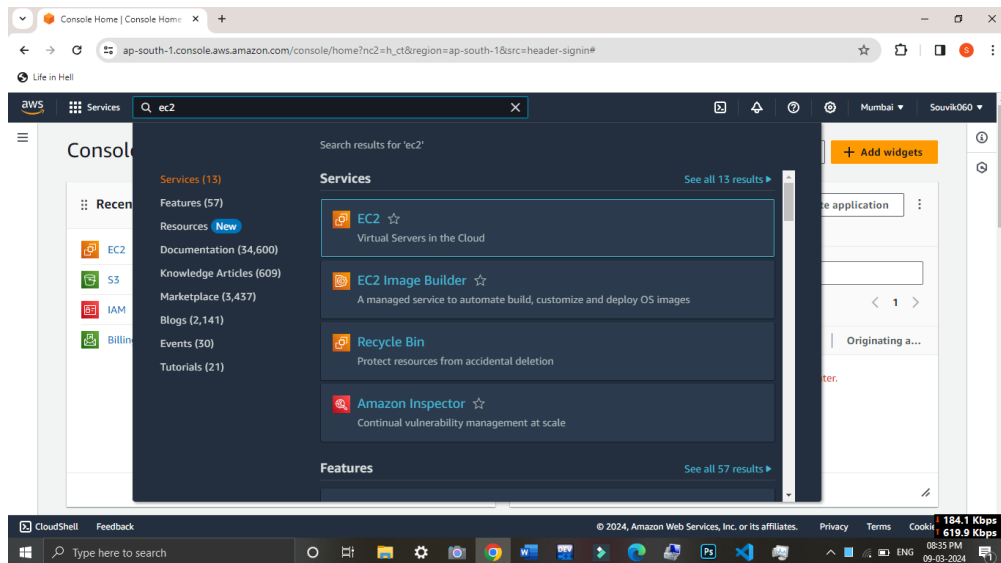 Console Home | Console Home
ap-south-1.console.aws.amazon.com/console/home?nc2=h_ct&region=ap-south-1&src=header-signin#
S
Life in Hell
aws
Services
ec2
Mumbai
Souvik060
Consol
Search results for 'ec2'
+ Add widgets
Services (13)
Features (57)
Resources New
Documentation (34,600)
Knowledge Articles (609)
Marketplace (3,437)
Blogs (2,141)
Events (30)
Tutorials (21)
Services
See all 13 results
EC2
Virtual Servers in the Cloud
EC2 Image Builder
A managed service to automate build, customize and deploy OS images
Recycle Bin
Protect resources from accidental deletion
Amazon Inspector
Continual vulnerability management at scale
Features
See all 57 results
Recen
EC2
S3
IAM
Billin
te application
1
Originating a...
ter.
CloudShell
Feedback
© 2024, Amazon Web Services, Inc. or its affiliates.
Privacy
Terms
Cookie
184.1 Kbps
619.9 Kbps
Type here to search
W
Ps
ENG
08:35 PM
09-03-2024